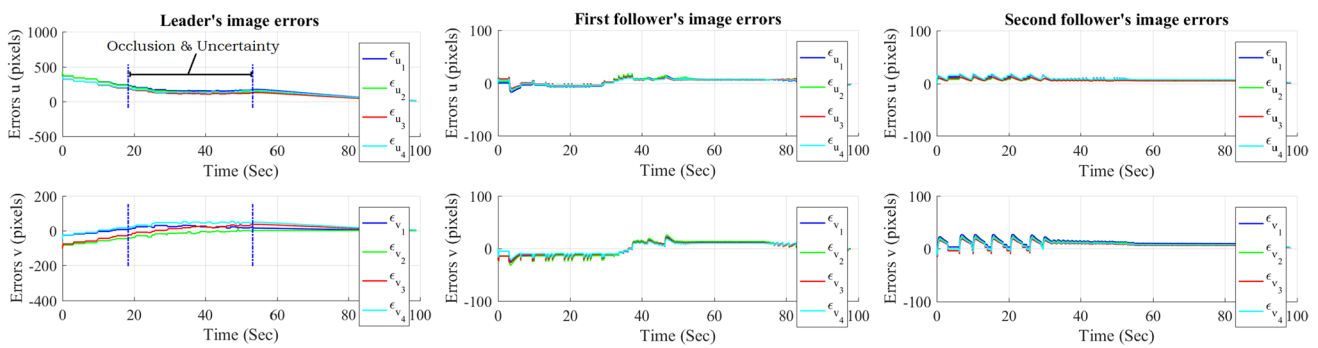 Leader's image errors
Occlusion & Uncertainty
Errors u (pixels)
1000
500
0
-500
0 20 40 60 80 100
Time (Sec)
ϵu1
ϵu2
ϵu3
ϵu4
First follower's image errors
Errors u (pixels)
100
0
-100
0 20 40 60 80 100
Time (Sec)
ϵu1
ϵu2
ϵu3
ϵu4
Second follower's image errors
Errors u (pixels)
100
0
-100
0 20 40 60 80 100
Time (Sec)
ϵu1
ϵu2
ϵu3
ϵu4
Errors v (pixels)
200
0
-200
-400
0 20 40 60 80 100
Time (Sec)
ϵv1
ϵv2
ϵv3
ϵv4
Errors v (pixels)
100
0
-100
0 20 40 60 80 100
Time (Sec)
ϵv1
ϵv2
ϵv3
ϵv4
Errors v (pixels)
100
0
-100
0 20 40 60 80 100
Time (Sec)
ϵv1
ϵv2
ϵv3
ϵv4